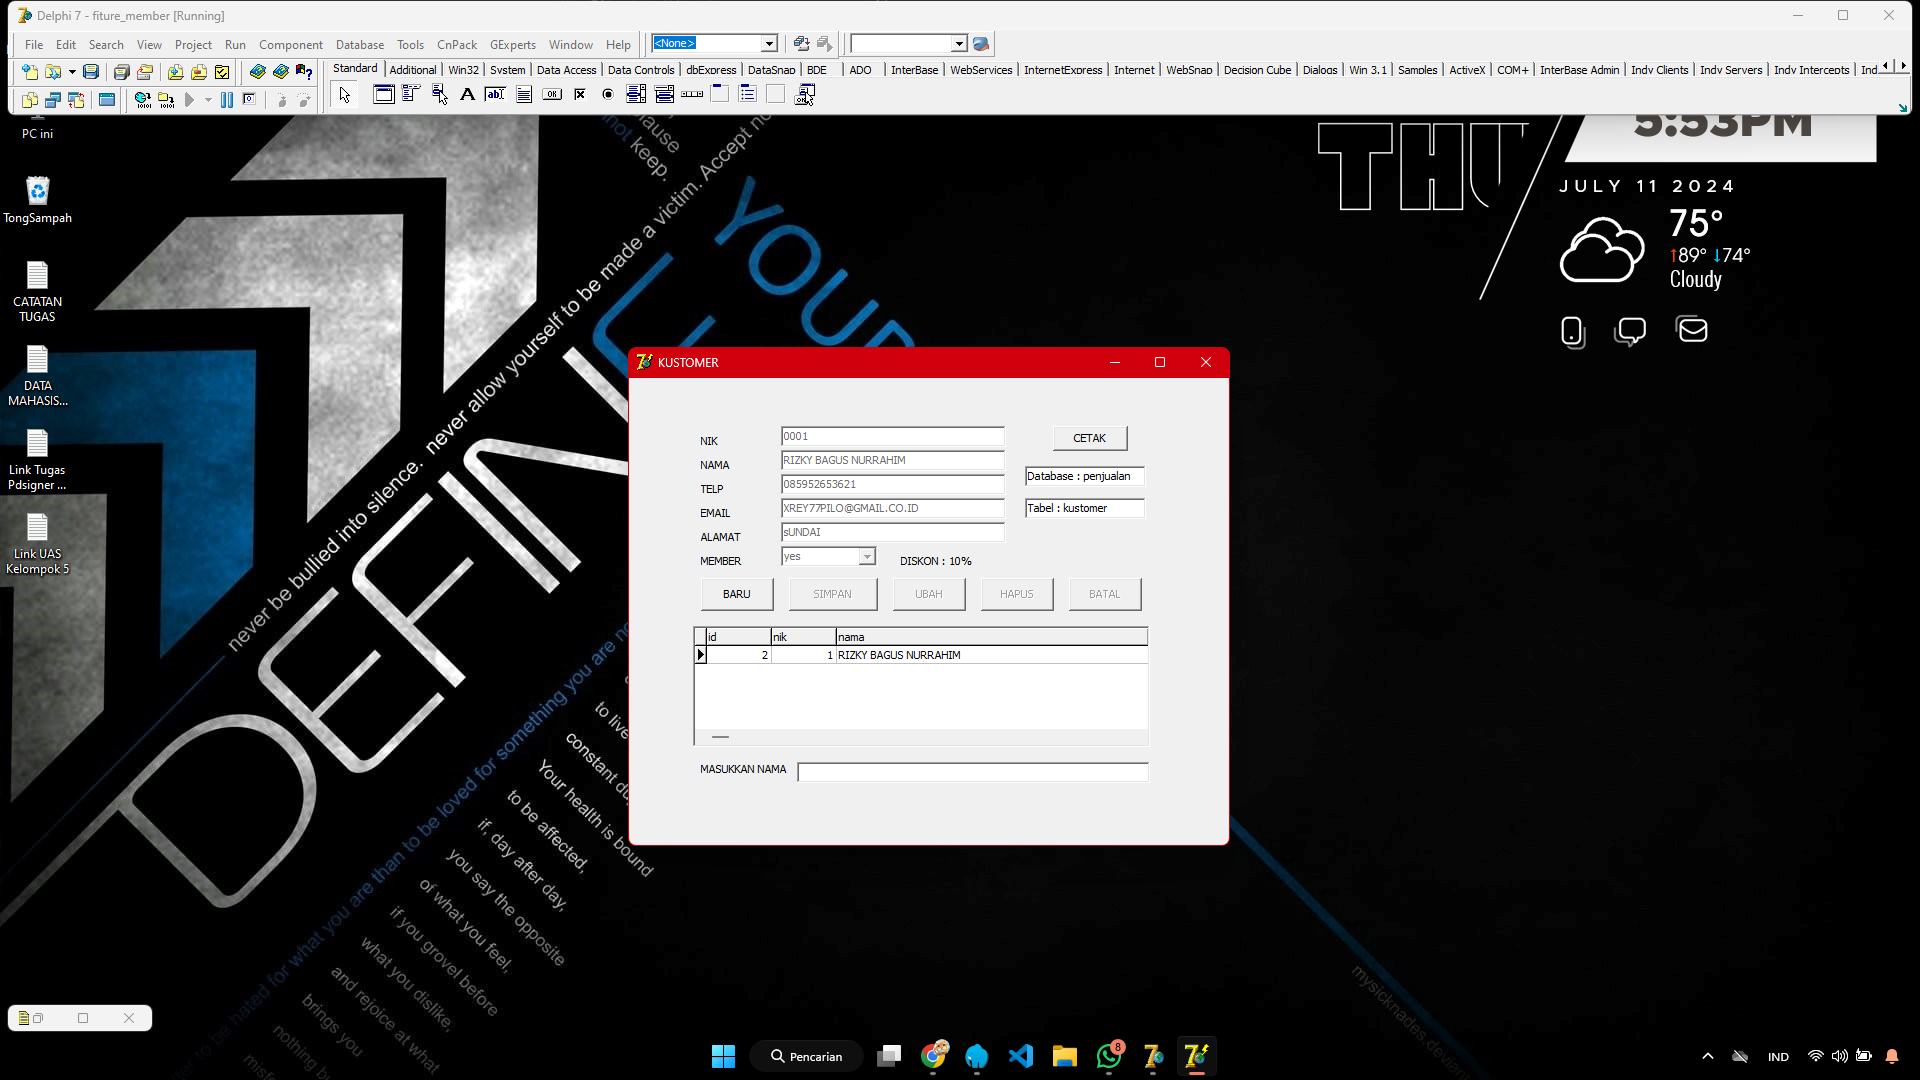 Delphi 7 - fiture_member [Running]
File Edit Search View Project Run Component Database Tools CnPack GExperts Window Help <None>
Standard Additional Win32 System Data Access Data Controls dbExpress DataSnap BDE ADO InterBase WebServices InternetExpress Internet WebSnap Decision Cube Dialogs Win 3.1 Samples ActiveX COM+ InterBase Admin Indy Clients Indy Servers Indy Intercepts Ind
PC ini
TongSampah
CATATAN
TUGAS
DATA
MAHASIS...
Link Tugas
Pdsigner ...
Link UAS
Kelompok 5
THU
5:53PM
JULY 11 2024
75°
↑89° ↓74°
Cloudy
not keep.
never be bullied into silence. never allow yourself to be made a victim. Accept no
DEFINE
YOUR
to be hated for what you are than to be loved for something you are no
to live
constant du
Your health is bound
to be affected,
if, day after day,
you say the opposite
of what you feel,
if you grovel before
what you dislike,
and rejoice at what
brings you
nothing bu
misf
mysicknades.deviant
KUSTOMER
NIK 0001 CETAK
NAMA RIZKY BAGUS NURRAHIM
TELP 085952653621 Database : penjualan
EMAIL XREY77PILO@GMAIL.CO.ID Tabel : kustomer
ALAMAT sUNDAI
MEMBER yes DISKON : 10%
BARU SIMPAN UBAH HAPUS BATAL
id nik nama
2 1 RIZKY BAGUS NURRAHIM
MASUKKAN NAMA
Pencarian 8 IND